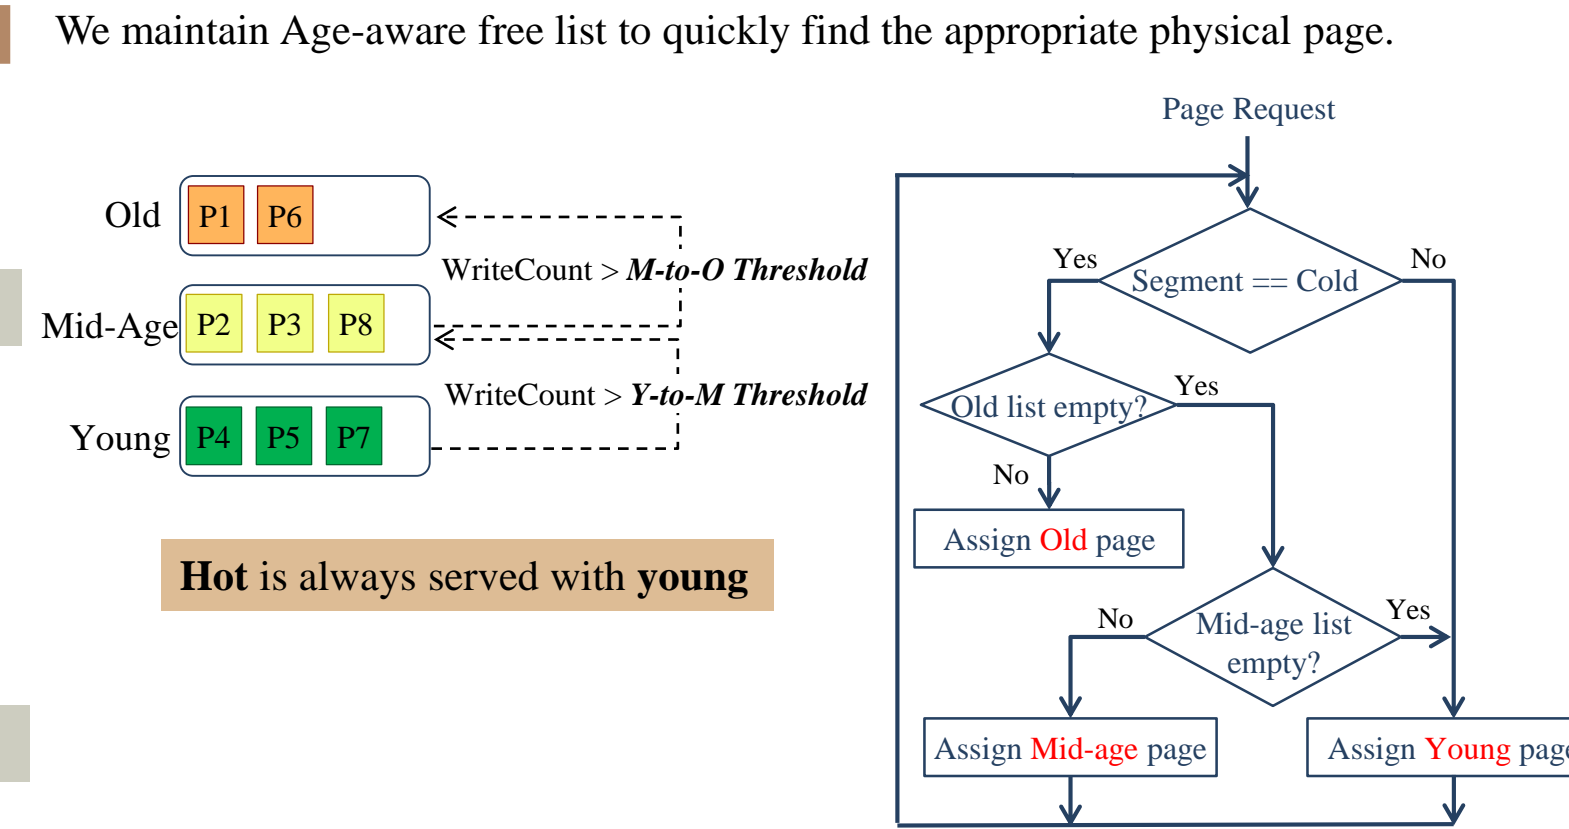 We maintain Age-aware free list to quickly find the appropriate physical page.
Old
P1
P6
WriteCount > M-to-O Threshold
Mid-Age
P2
P3
P8
WriteCount > Y-to-M Threshold
Young
P4
P5
P7
Hot is always served with young
Page Request
Segment == Cold
Yes
No
Old list empty?
Yes
No
Assign Old page
Mid-age list
empty?
No
Yes
Assign Mid-age page
Assign Young page